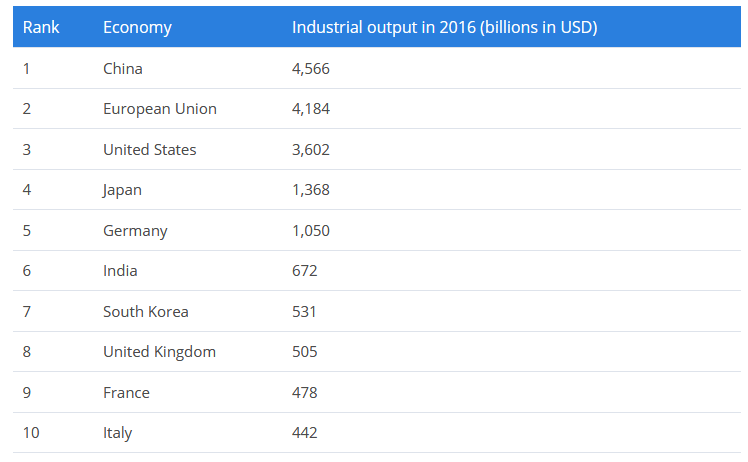 Rank Economy Industrial output in 2016 (billions in USD)
1 China 4,566
2 European Union 4,184
3 United States 3,602
4 Japan 1,368
5 Germany 1,050
6 India 672
7 South Korea 531
8 United Kingdom 505
9 France 478
10 Italy 442